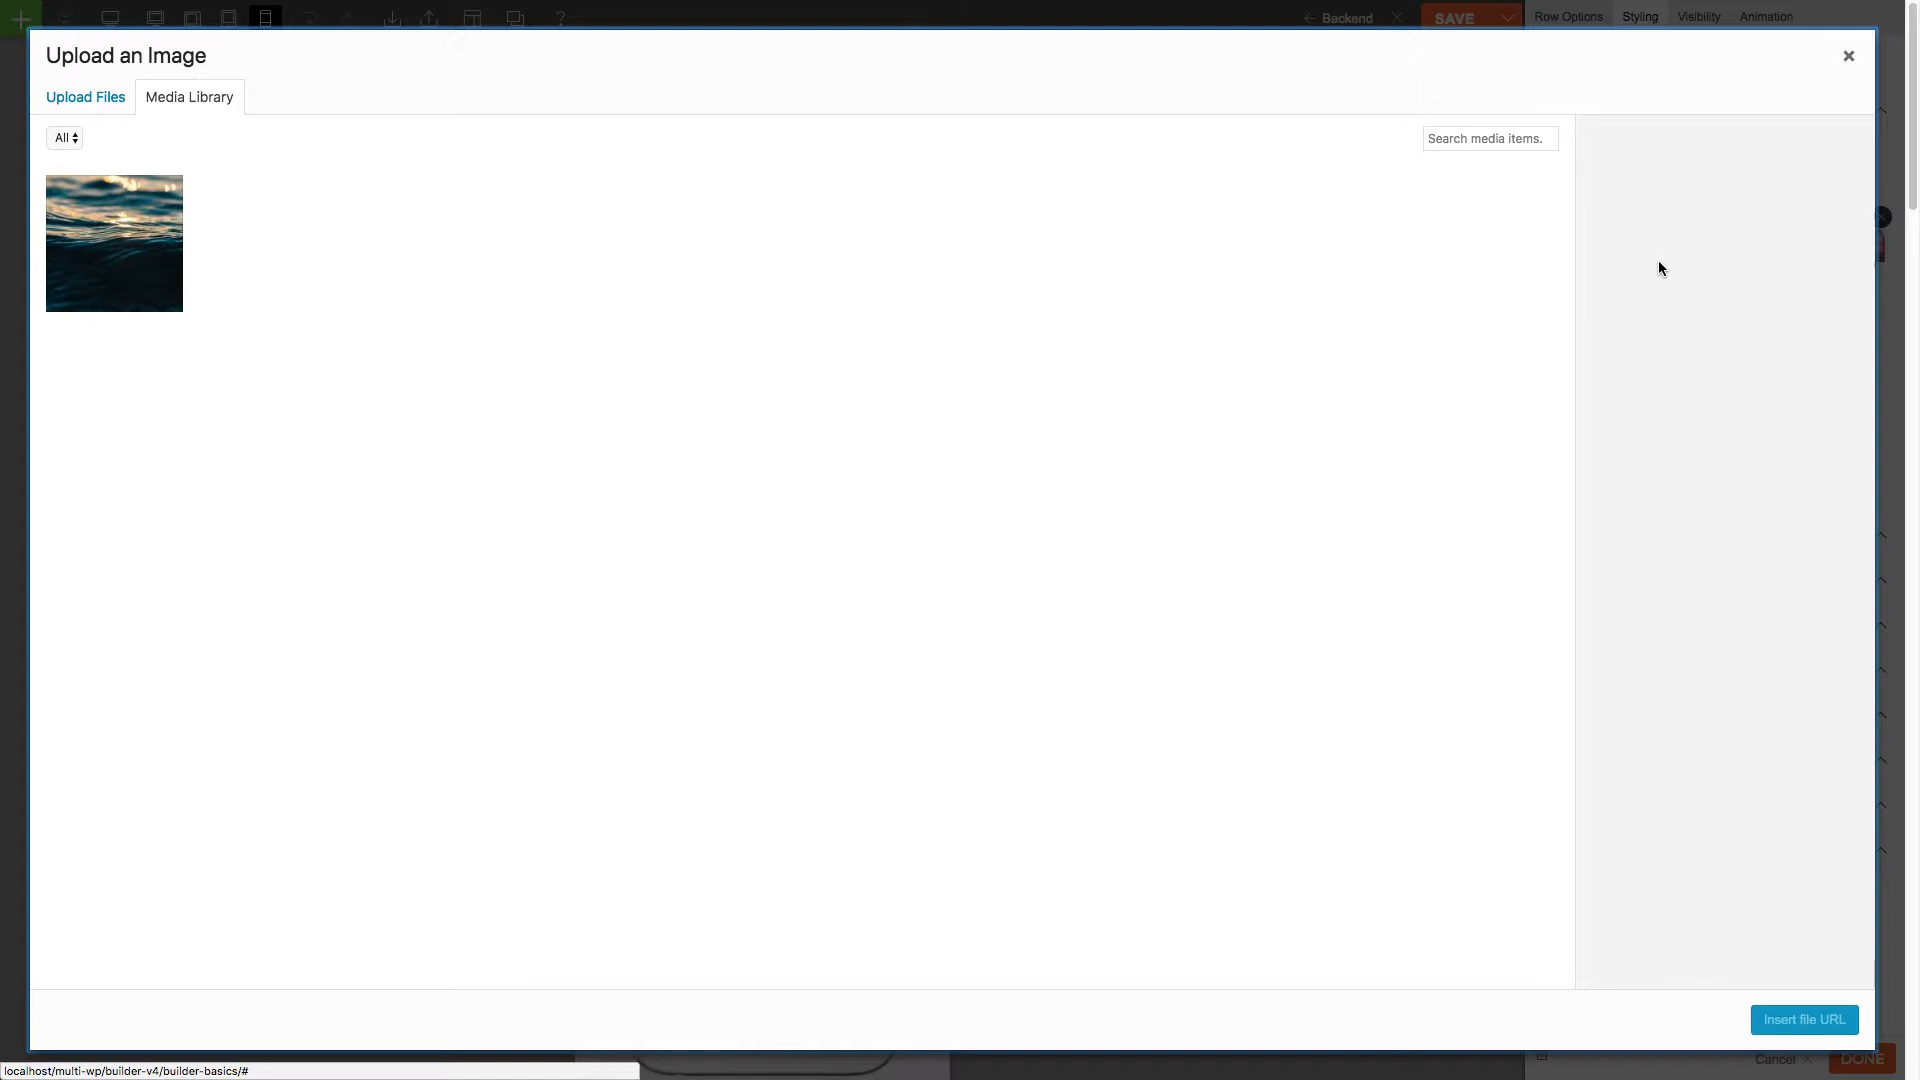 Backend
SAVE
Row Options
Styling
Visibility
Animation
Upload an Image
Upload Files
Media Library
All
Search media items.
Insert file URL
localhost/multi-wp/builder-v4/builder-basics/#
Cancel
DONE